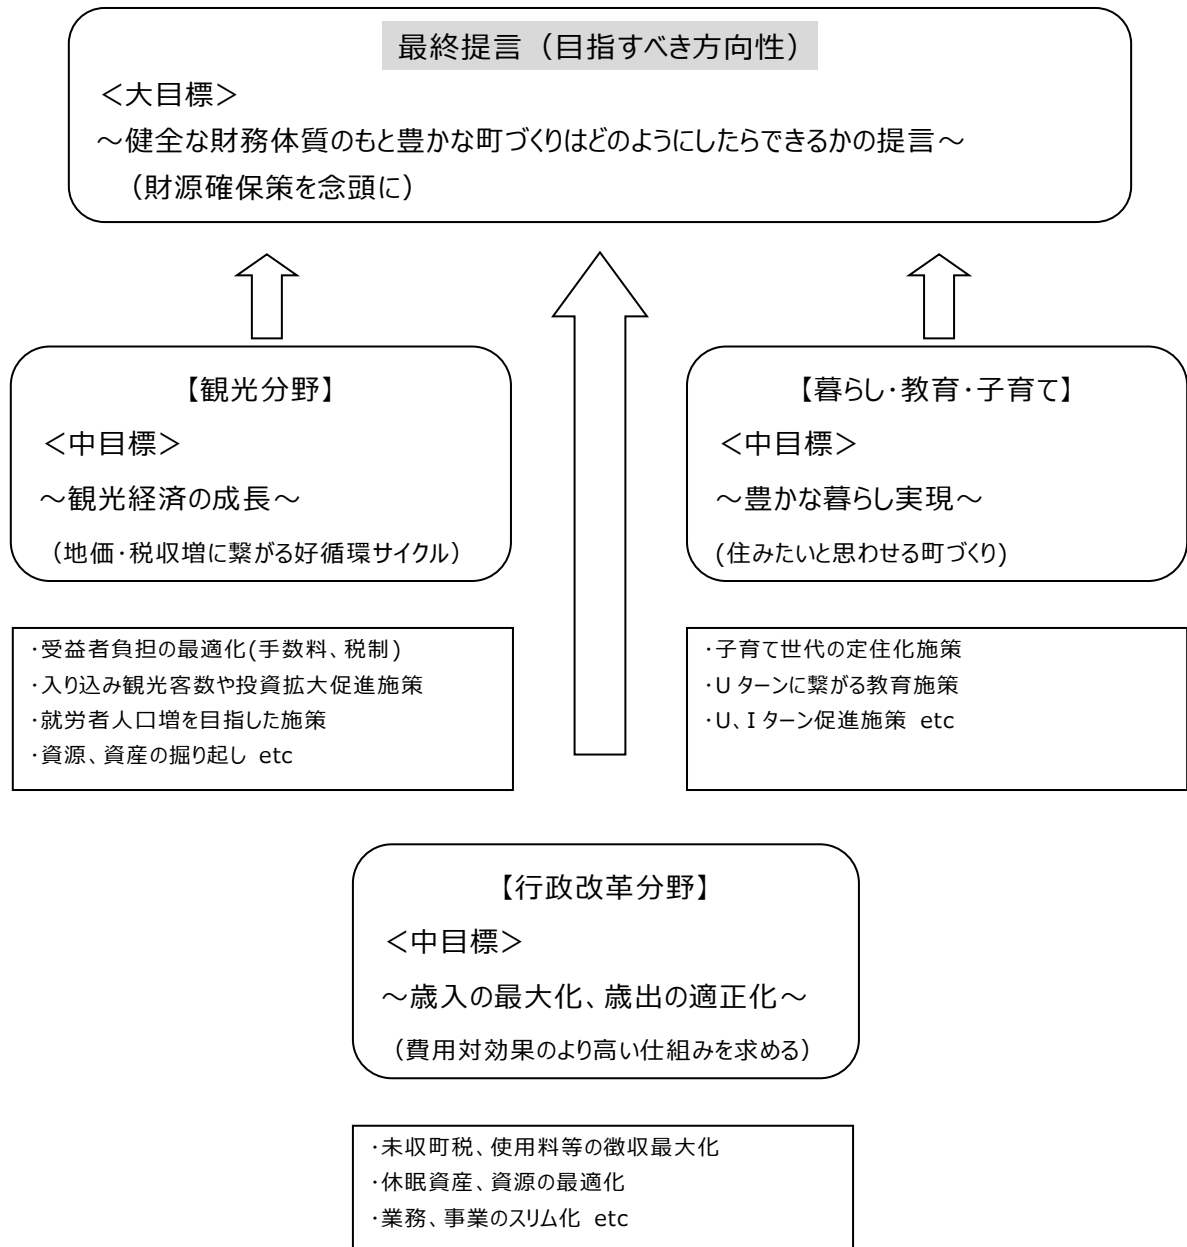 最終提言（目指すべき方向性）
＜大目標＞
～健全な財務体質のもと豊かな町づくりはどのようにしたらできるかの提言～
（財源確保策を念頭に）
【観光分野】
＜中目標＞
～観光経済の成長～
（地価・税収増に繋がる好循環サイクル）
・受益者負担の最適化(手数料、税制)
・入り込み観光客数や投資拡大促進施策
・就労者人口増を目指した施策
・資源、資産の掘り起し etc
【暮らし・教育・子育て】
＜中目標＞
～豊かな暮らし実現～
(住みたいと思わせる町づくり)
・子育て世代の定住化施策
・U ターンに繋がる教育施策
・U、I ターン促進施策 etc
【行政改革分野】
＜中目標＞
～歳入の最大化、歳出の適正化～
（費用対効果のより高い仕組みを求める）
・未収町税、使用料等の徴収最大化
・休眠資産、資源の最適化
・業務、事業のスリム化 etc